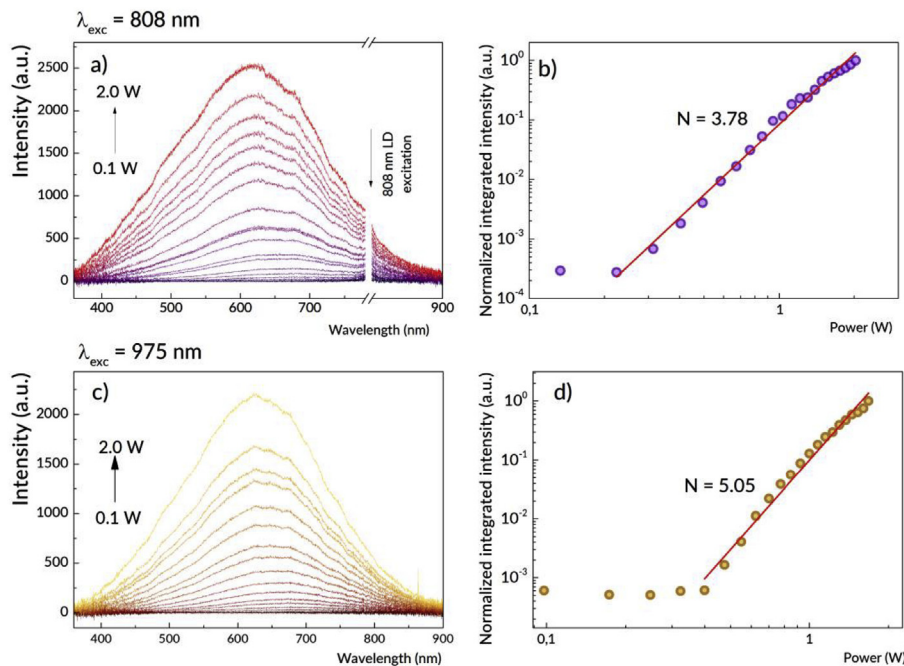 λexc = 808 nm
a)
2.0 W
0.1 W
808 nm LD
excitation
Intensity (a.u.)
2500
2000
1500
1000
500
0
400 500 600 700 900
Wavelength (nm)
b)
N = 3.78
Normalized integrated intensity (a.u.)
10^0
10^-1
10^-2
10^-3
10^-4
0,1 1
Power (W)
λexc = 975 nm
c)
2.0 W
0.1 W
Intensity (a.u.)
2000
1500
1000
500
0
400 500 600 700 800 900
Wavelength (nm)
d)
N = 5.05
Normalized integrated intensity (a.u.)
10^0
10^-1
10^-2
10^-3
0,1 1
Power (W)